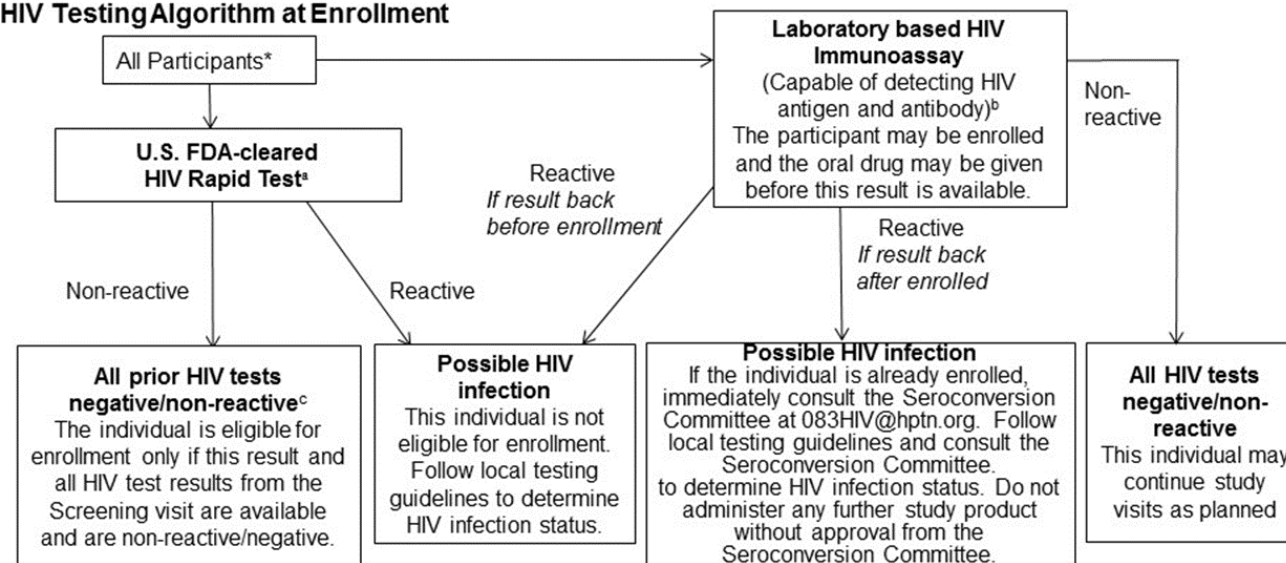 HIV Testing Algorithm at Enrollment
All Participants*
U.S. FDA-cleared
HIV Rapid Testᵃ
Laboratory based HIV
Immunoassay
(Capable of detecting HIV
antigen and antibody)ᵇ
The participant may be enrolled
and the oral drug may be given
before this result is available.
Non-
reactive
Reactive
If result back
before enrollment
Reactive
If result back
after enrolled
Non-reactive
Reactive
All prior HIV tests
negative/non-reactiveᶜ
The individual is eligible for
enrollment only if this result and
all HIV test results from the
Screening visit are available
and are non-reactive/negative.
Possible HIV
infection
This individual is not
eligible for enrollment.
Follow local testing
guidelines to determine
HIV infection status.
Possible HIV infection
If the individual is already enrolled,
immediately consult the Seroconversion
Committee at 083HIV@hptn.org. Follow
local testing guidelines and consult the
Seroconversion Committee.
to determine HIV infection status. Do not
administer any further study product
without approval from the
Seroconversion Committee.
All HIV tests
negative/non-
reactive
This individual may
continue study
visits as planned